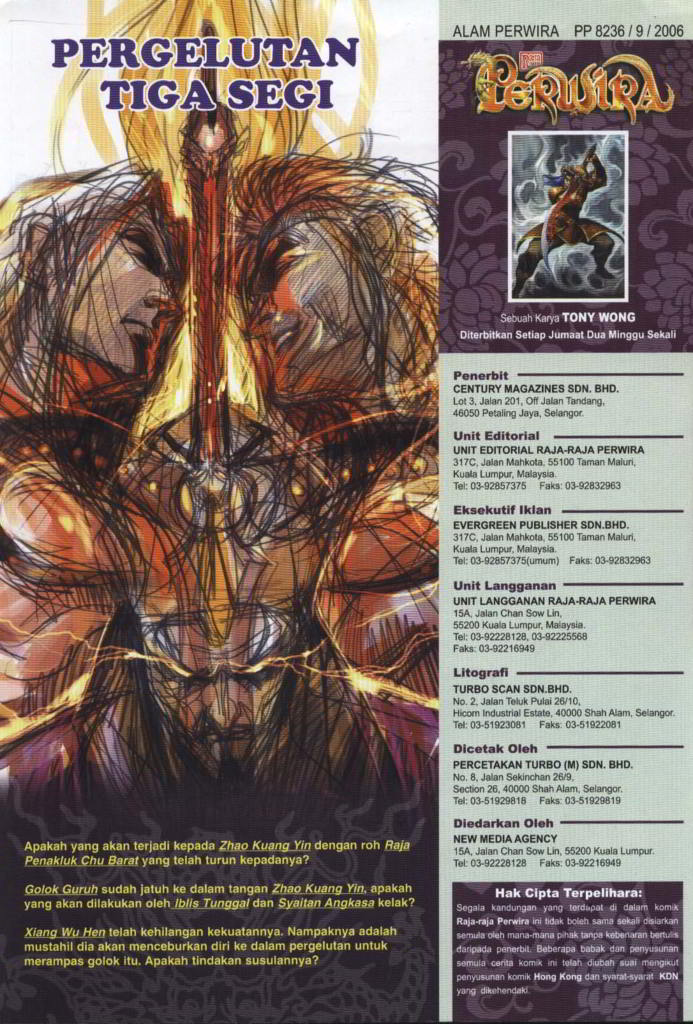 PERGELUTAN
TIGA SEGI
Apakah yang akan terjadi kepada Zhao Kuang Yin dengan roh Raja
Penakluk Chu Barat yang telah turun kepadanya?
Golok Guruh sudah jatuh ke dalam tangan Zhao Kuang Yin, apakah
yang akan dilakukan oleh Iblis Tunggal dan Syaitan Angkasa kelak?
Xiang Wu Hen telah kehilangan kekuatannya. Nampaknya adalah
mustahil dia akan menceburkan diri ke dalam pergelutan untuk
merampas golok itu. Apakah tindakan susulannya?
ALAM PERWIRA PP 8236 / 9 / 2006
PERWIRA
Sebuah Karya TONY WONG
Diterbitkan Setiap Jumaat Dua Minggu Sekali
Penerbit
CENTURY MAGAZINES SDN. BHD.
Lot 3, Jalan 201, Off Jalan Tandang,
46050 Petaling Jaya, Selangor.
Unit Editorial
UNIT EDITORIAL RAJA-RAJA PERWIRA
317C, Jalan Mahkota, 55100 Taman Maluri,
Kuala Lumpur, Malaysia.
Tel: 03-92857375 Faks: 03-92832963
Eksekutif Iklan
EVERGREEN PUBLISHER SDN.BHD.
317C, Jalan Mahkota, 55100 Taman Maluri,
Kuala Lumpur, Malaysia.
Tel: 03-92857375(umum) Faks: 03-92832963
Unit Langganan
UNIT LANGGANAN RAJA-RAJA PERWIRA
15A, Jalan Chan Sow Lin,
55200 Kuala Lumpur, Malaysia.
Tel: 03-92228128, 03-92225568
Faks: 03-92216949
Litografi
TURBO SCAN SDN.BHD.
No. 2, Jalan Teluk Pulai 26/10,
Hicom Industrial Estate, 40000 Shah Alam, Selangor.
Tel: 03-51923081 Faks: 03-51922081
Dicetak Oleh
PERCETAKAN TURBO (M) SDN. BHD.
No. 8, Jalan Sekinchan 26/9,
Section 26, 40000 Shah Alam, Selangor.
Tel: 03-51929818 Faks: 03-51929819
Diedarkan Oleh
NEW MEDIA AGENCY
15A, Jalan Chan Sow Lin, 55200 Kuala Lumpur.
Tel: 03-92228128 Faks: 03-92216949
Hak Cipta Terpelihara:
Segala kandungan yang terdapat di dalam komik
Raja-raja Perwira ini tidak boleh sama sekali disiarkan
semula oleh mana-mana pihak tanpa kebenaran bertulis
daripada penerbit. Beberapa babak dan penyusunan
semula cerita komik ini telah diubah suai mengikut
penyusunan komik Hong Kong dan syarat-syarat KDN
yang dikehendaki.